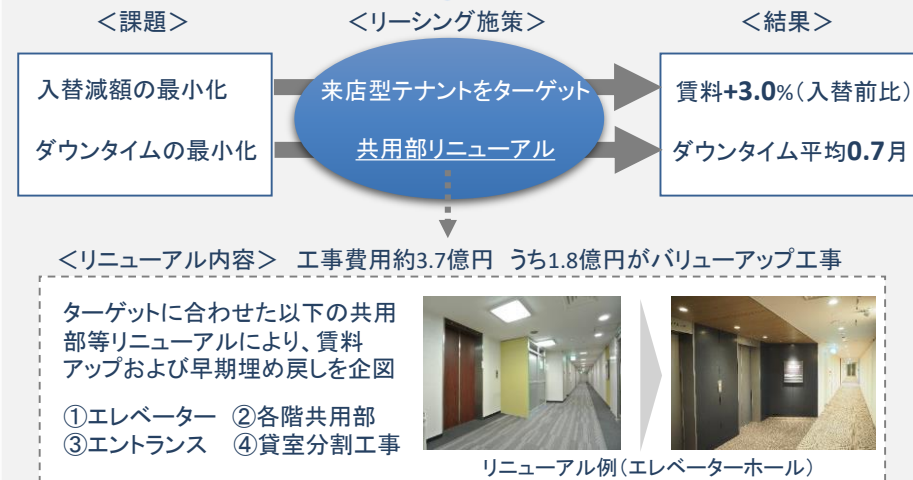 ＜課題＞
＜リーシング施策＞
＜結果＞
入替減額の最小化
ダウンタイムの最小化
来店型テナントをターゲット
共用部リニューアル
賃料+3.0%（入替前比）
ダウンタイム平均0.7月
＜リニューアル内容＞　工事費用約3.7億円　うち1.8億円がバリューアップ工事
ターゲットに合わせた以下の共用
部等リニューアルにより、賃料
アップおよび早期埋め戻しを企図
①エレベーター　②各階共用部
③エントランス　④貸室分割工事
リニューアル例（エレベーターホール）